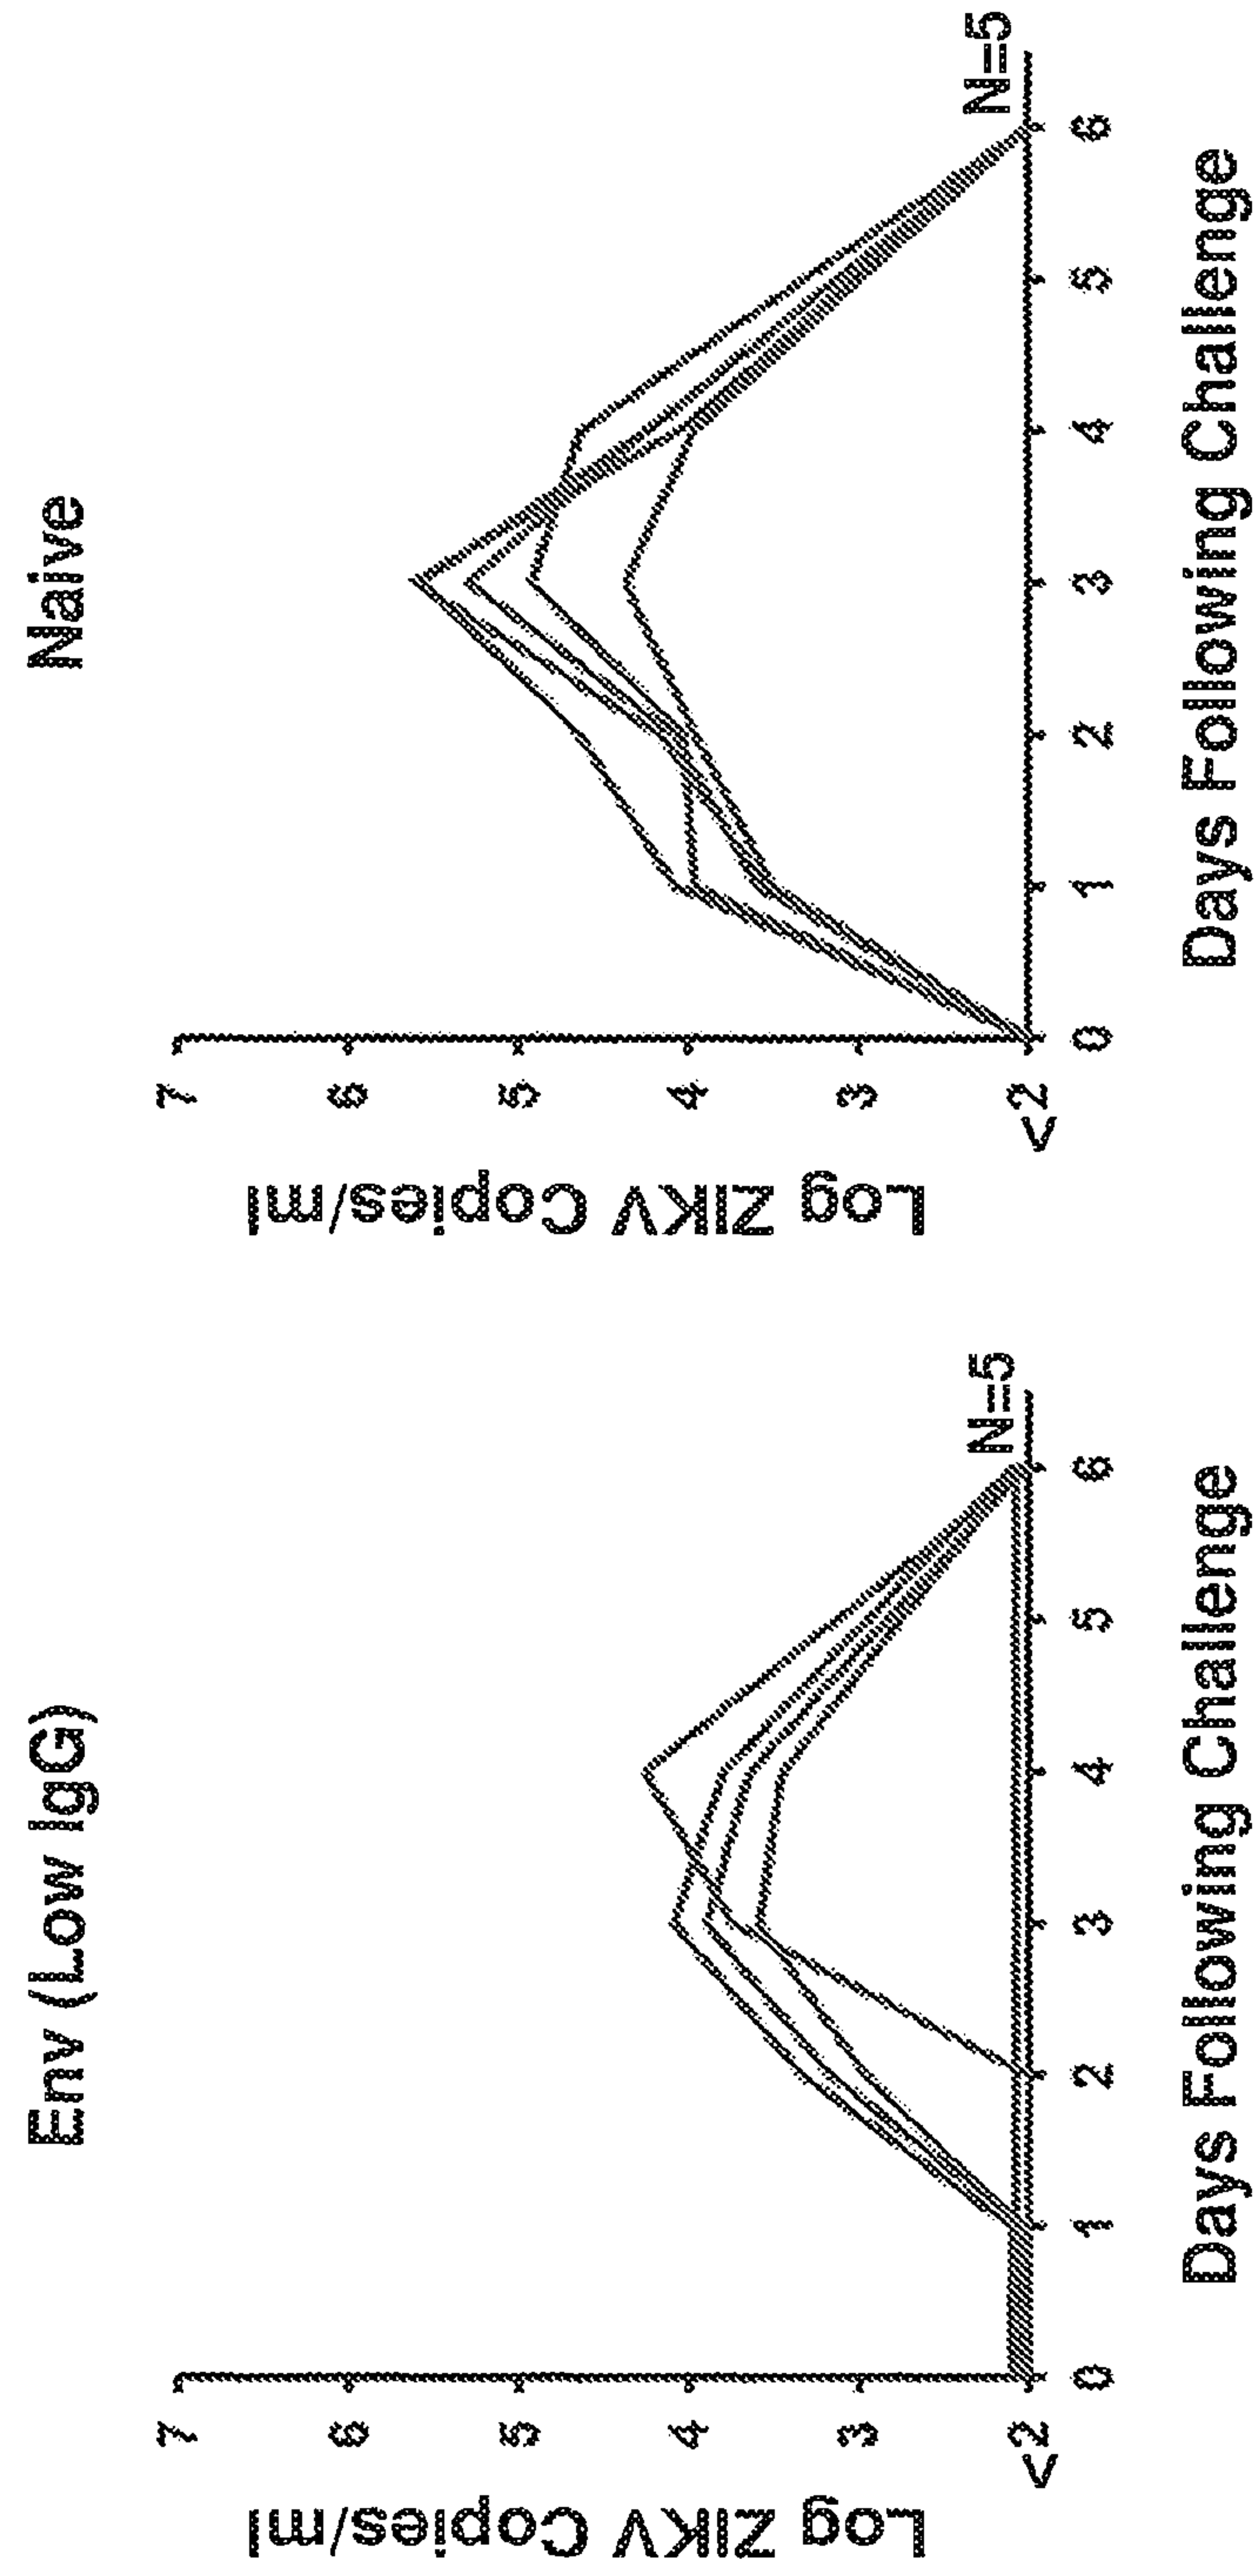 Env (Low IgG)
Log ZIKV Copies/ml
7
6
5
4
3
<2
N=5
0 1 2 3 4 5 6
Days Following Challenge
Naive
Log ZIKV Copies/ml
7
6
5
4
3
<2
N=5
0 1 2 3 4 5 6
Days Following Challenge